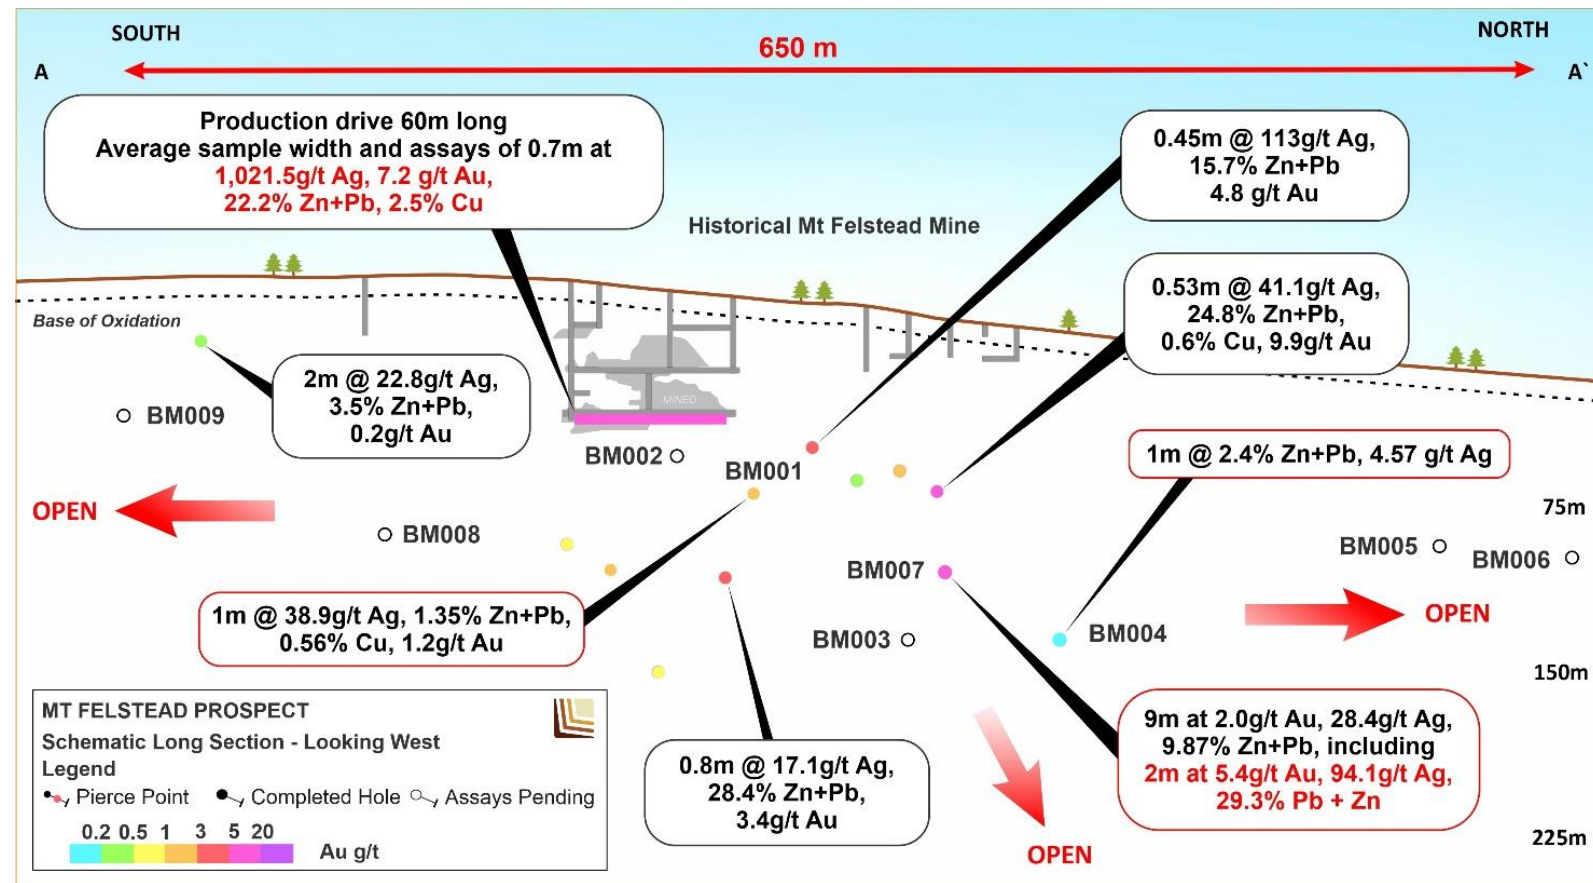 SOUTH
NORTH
650 m
A
A`
Production drive 60m long
Average sample width and assays of 0.7m at
1,021.5g/t Ag, 7.2 g/t Au,
22.2% Zn+Pb, 2.5% Cu
0.45m @ 113g/t Ag,
15.7% Zn+Pb
4.8 g/t Au
Historical Mt Felstead Mine
0.53m @ 41.1g/t Ag,
24.8% Zn+Pb,
0.6% Cu, 9.9g/t Au
Base of Oxidation
2m @ 22.8g/t Ag,
3.5% Zn+Pb,
0.2g/t Au
MINED
BM009
BM002
BM001
1m @ 2.4% Zn+Pb, 4.57 g/t Ag
OPEN
75m
BM008
BM005
BM006
BM007
1m @ 38.9g/t Ag, 1.35% Zn+Pb,
0.56% Cu, 1.2g/t Au
OPEN
BM003
BM004
150m
MT FELSTEAD PROSPECT
Schematic Long Section - Looking West
Legend
Pierce Point
Completed Hole
Assays Pending
0.2 0.5 1 3 5 20
Au g/t
0.8m @ 17.1g/t Ag,
28.4% Zn+Pb,
3.4g/t Au
9m at 2.0g/t Au, 28.4g/t Ag,
9.87% Zn+Pb, including
2m at 5.4g/t Au, 94.1g/t Ag,
29.3% Pb + Zn
OPEN
225m